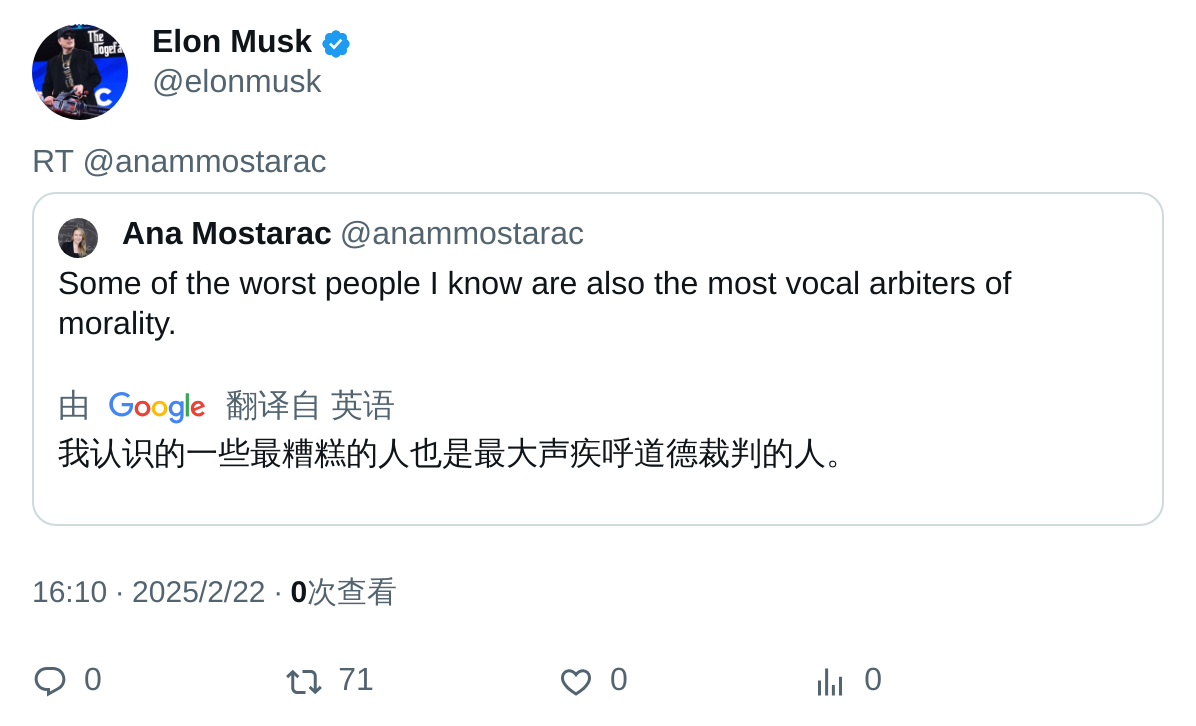 The
Dogefa
Elon Musk
@elonmusk
RT @anammostarac
Ana Mostarac @anammostarac
Some of the worst people I know are also the most vocal arbiters of
morality.
由 Google 翻译自 英语
我认识的一些最糟糕的人也是最大声疾呼道德裁判的人。
16:10 · 2025/2/22 · 0次查看
0 71 0 0